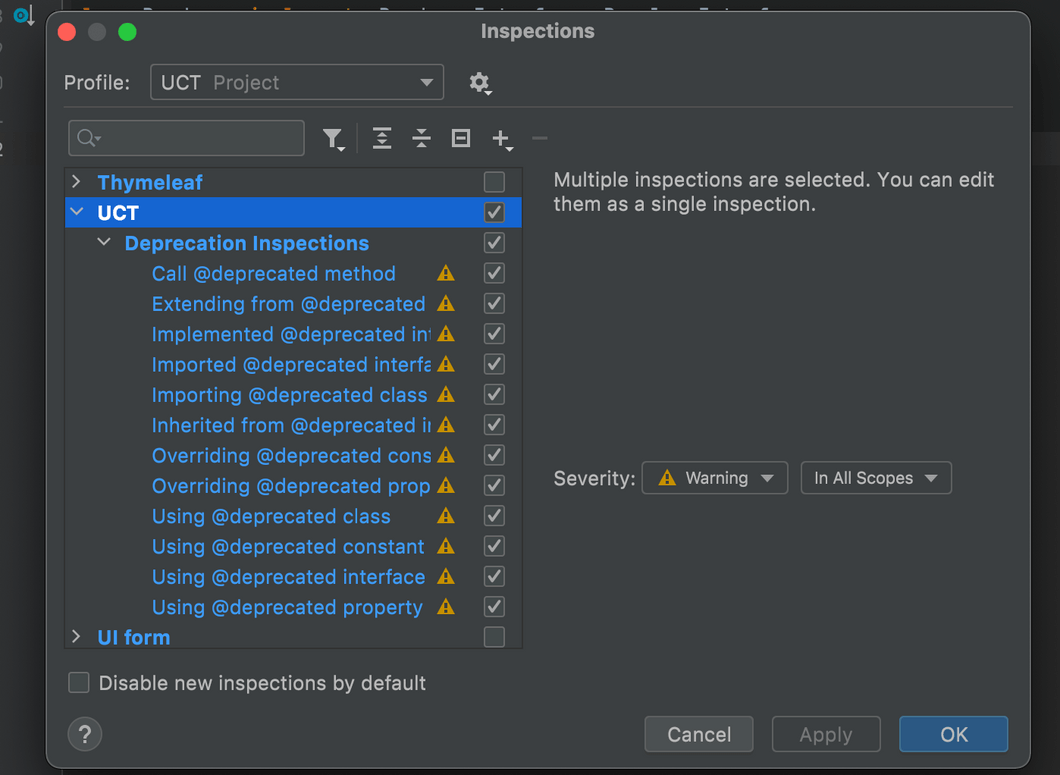 Inspections
Profile:
UCT Project
Thymeleaf
UCT
Deprecation Inspections
Call @deprecated method
Extending from @deprecated
Implemented @deprecated int
Imported @deprecated interfa
Importing @deprecated class
Inherited from @deprecated i
Overriding @deprecated cons
Overriding @deprecated prop
Using @deprecated class
Using @deprecated constant
Using @deprecated interface
Using @deprecated property
UI form
Multiple inspections are selected. You can edit
them as a single inspection.
Severity:
Warning
In All Scopes
Disable new inspections by default
?
Cancel
Apply
OK